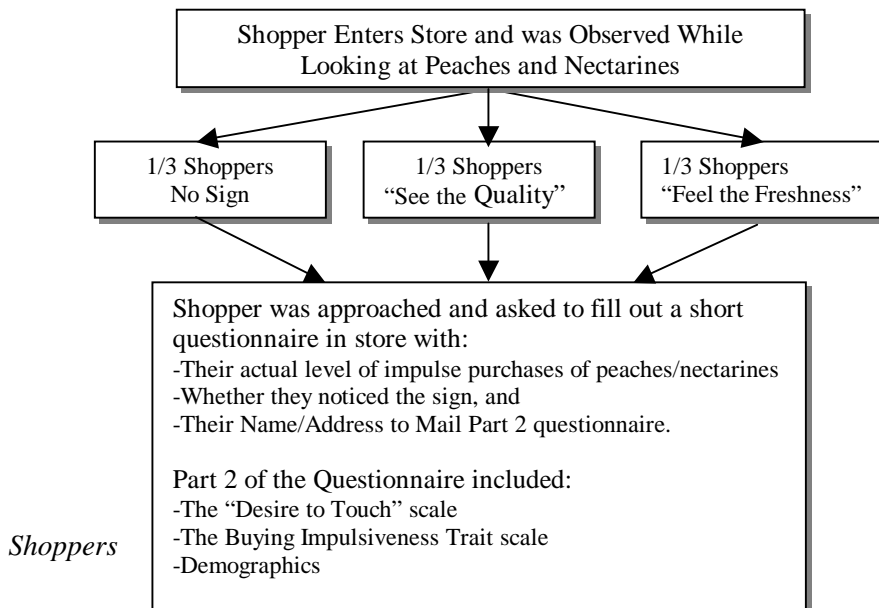 Shopper Enters Store and was Observed While
Looking at Peaches and Nectarines
1/3 Shoppers
No Sign
1/3 Shoppers
“See the Quality”
1/3 Shoppers
“Feel the Freshness”
Shopper was approached and asked to fill out a short
questionnaire in store with:
-Their actual level of impulse purchases of peaches/nectarines
-Whether they noticed the sign, and
-Their Name/Address to Mail Part 2 questionnaire.
Part 2 of the Questionnaire included:
-The “Desire to Touch” scale
-The Buying Impulsiveness Trait scale
-Demographics
Shoppers